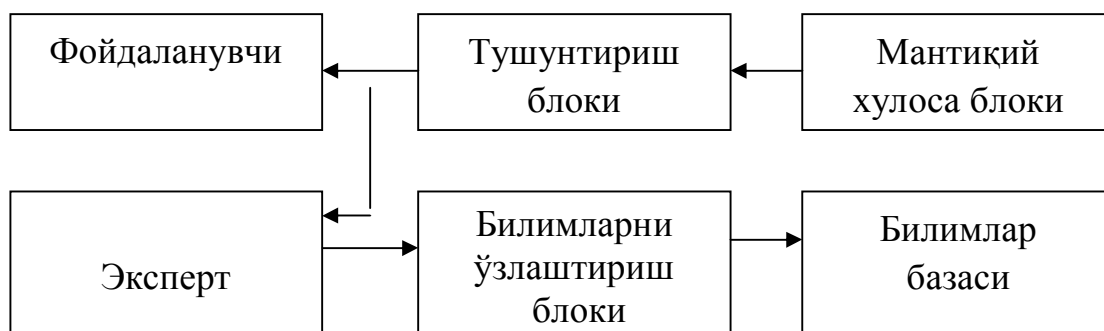 Фойдаланувчи
Тушунтириш
блоки
Мантиқий
хулоса блоки
Эксперт
Билимларни
ўзлаштириш
блоки
Билимлар
базаси